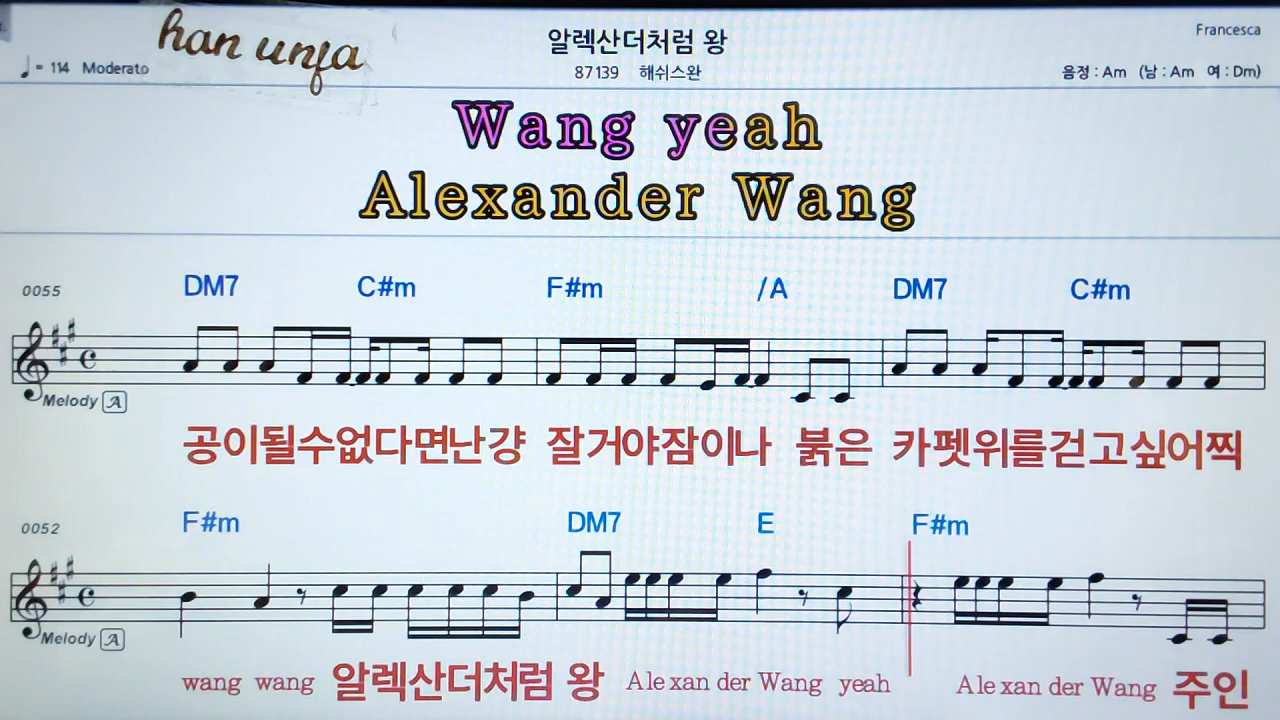 han unfa
알렉산더처럼 왕
Francesca
♩= 114 Moderato
87139 해쉬스완
음정 : Am (남 : Am 여 : Dm)
Wang yeah
Alexander Wang
0055 DM7 C#m F#m /A DM7 C#m
Melody A
공이될수없다면난걍 잘거야잠이나 붉은 카펫위를걷고싶어찍
0052 F#m DM7 E F#m
Melody A
wang wang 알렉산더처럼 왕 Ale xan der Wang yeah Ale xan der Wang 주인